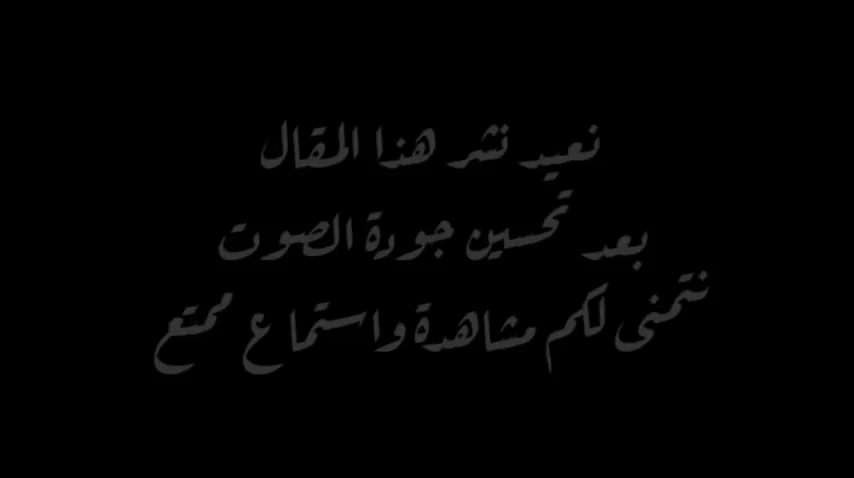 نعيد نشر هذا المقال
بعد تحسين جودة الصوت
نتمنى لكم مشاهدة واستماع ممتع